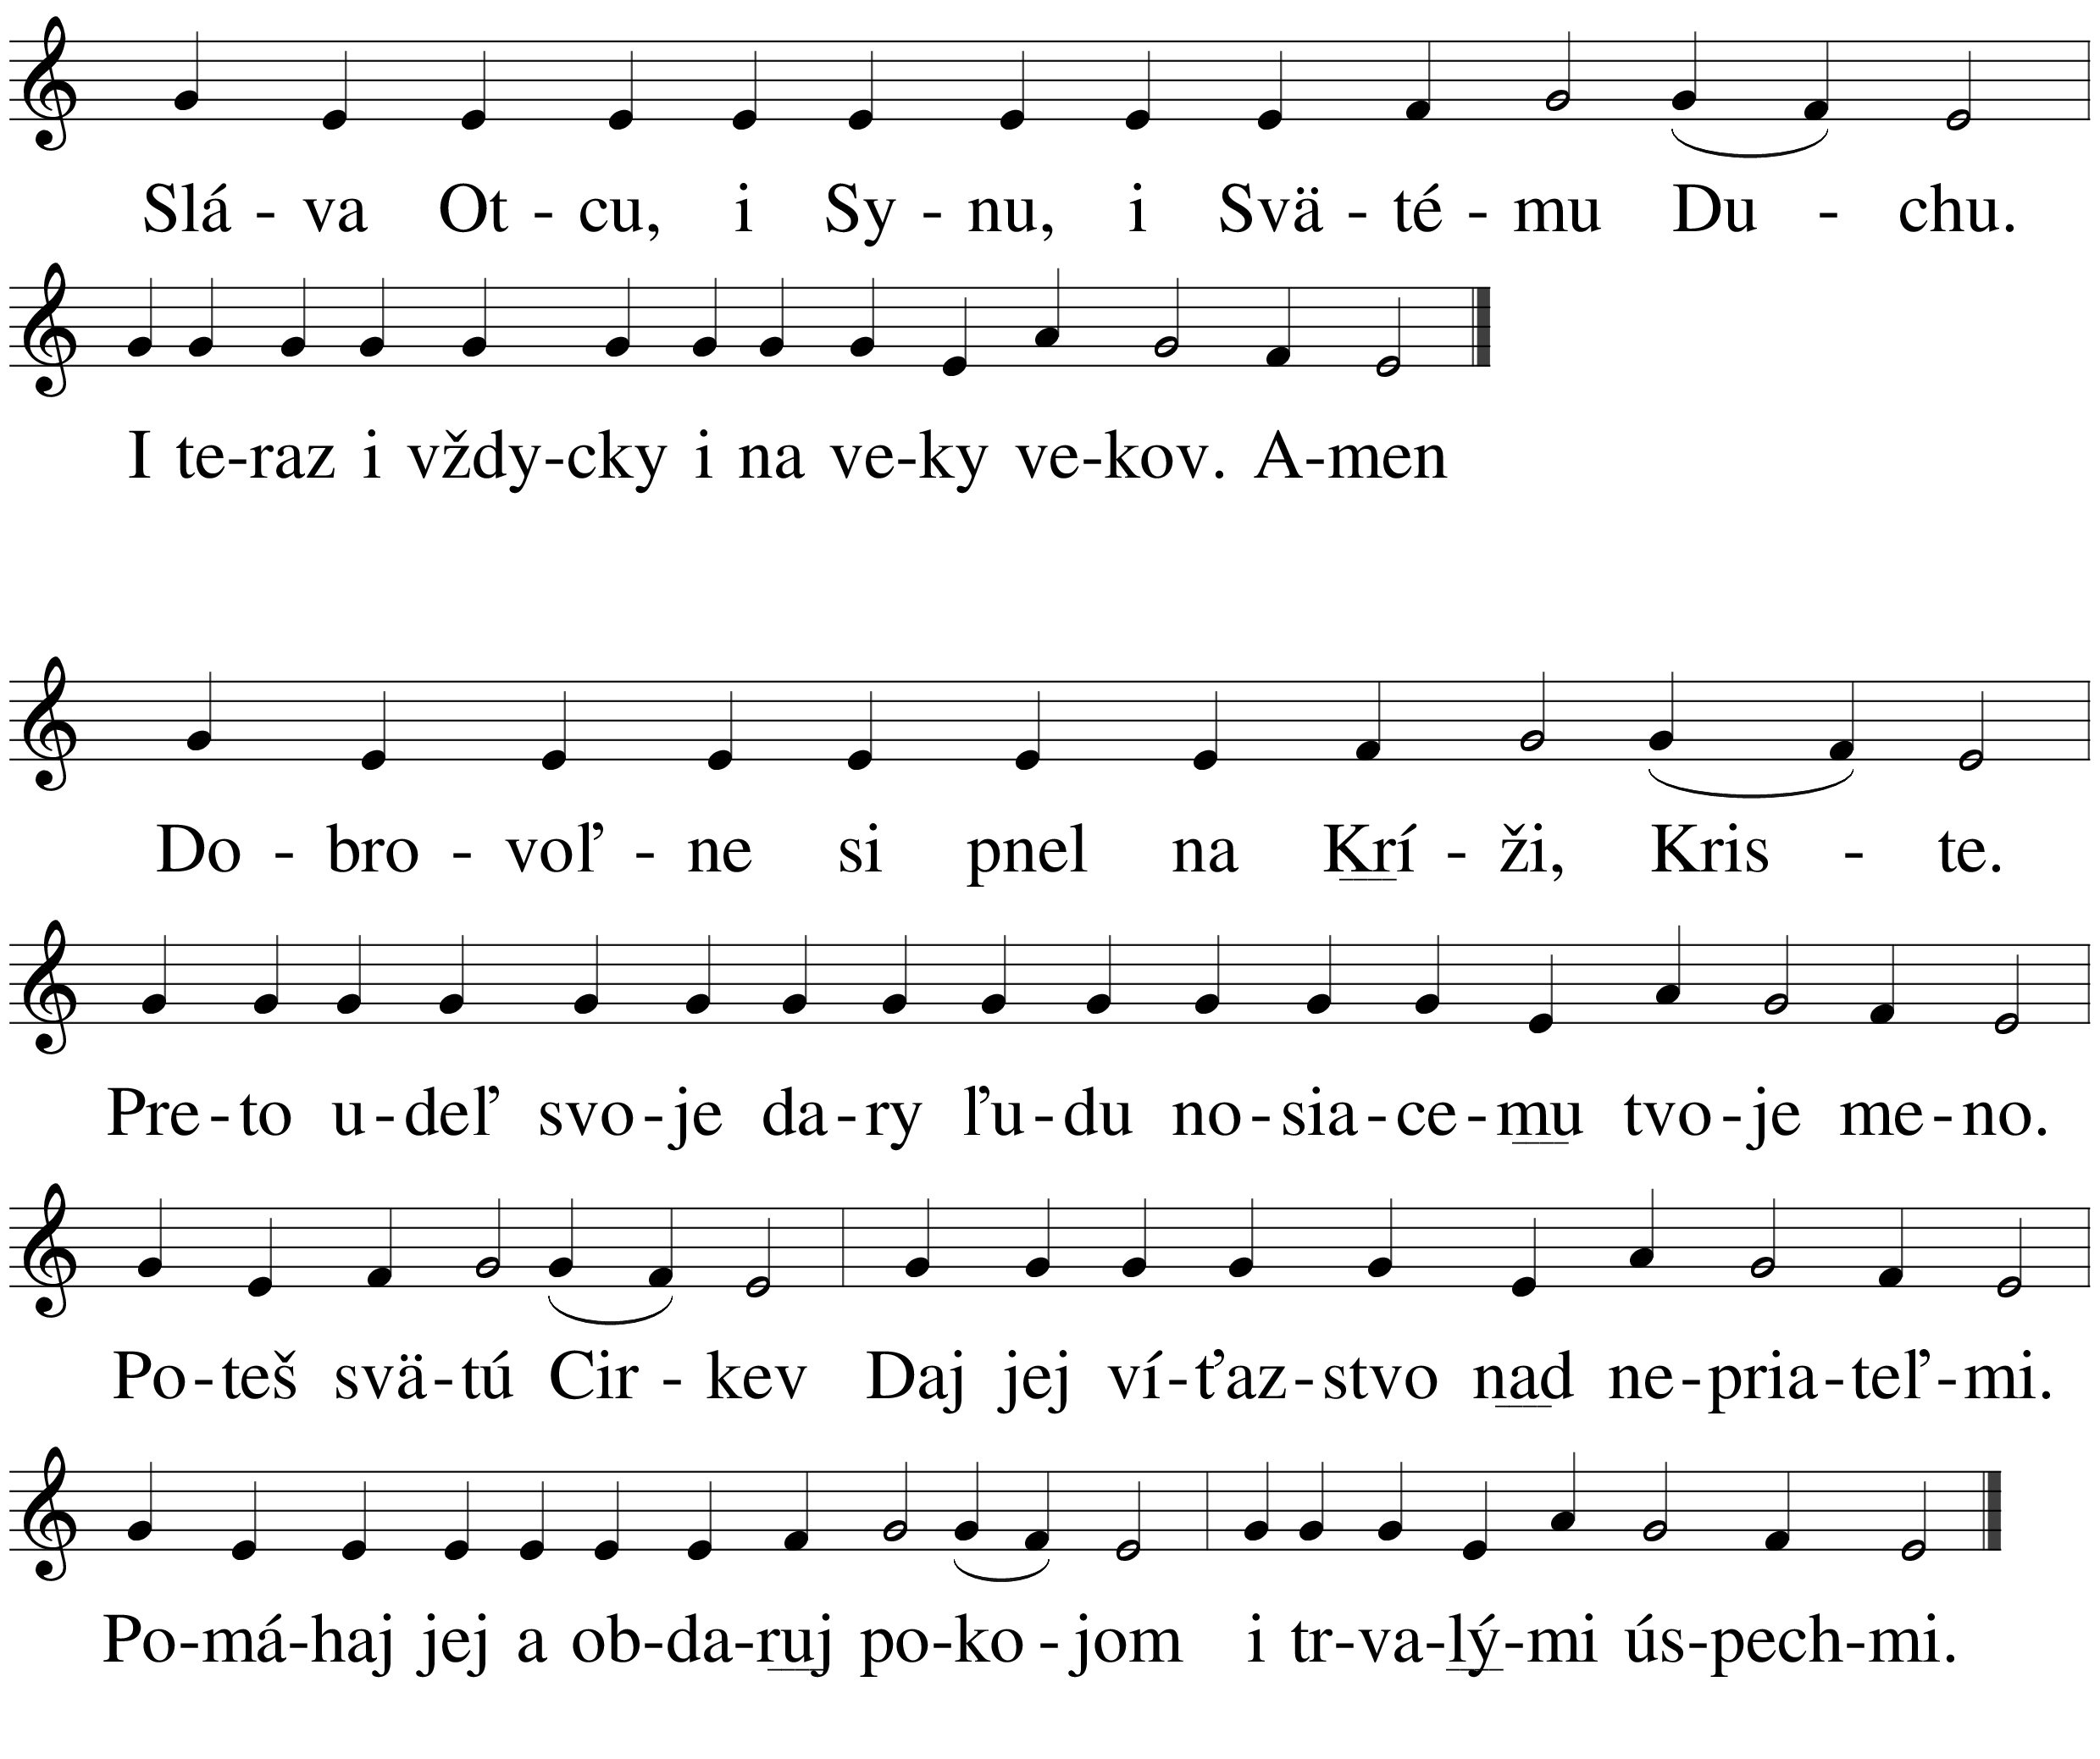 Slá - va Ot - cu, i Sy - nu, i Svä - té - mu Du - chu.
I te-raz i vždy-cky i na ve-ky ve-kov. A-men
Do - bro - voľ - ne si pnel na Krí - ži, Kris - te.
Pre-to u-deľ svo-je da-ry ľu-du no-sia-ce-mu tvo-je me-no.
Po-teš svä-tú Cir - kev Daj jej ví-ťaz-stvo nad ne-pria-teľ-mi.
Po-má-haj jej a ob-da-ruj po-ko - jom i tr-va-lý-mi ús-pech-mi.